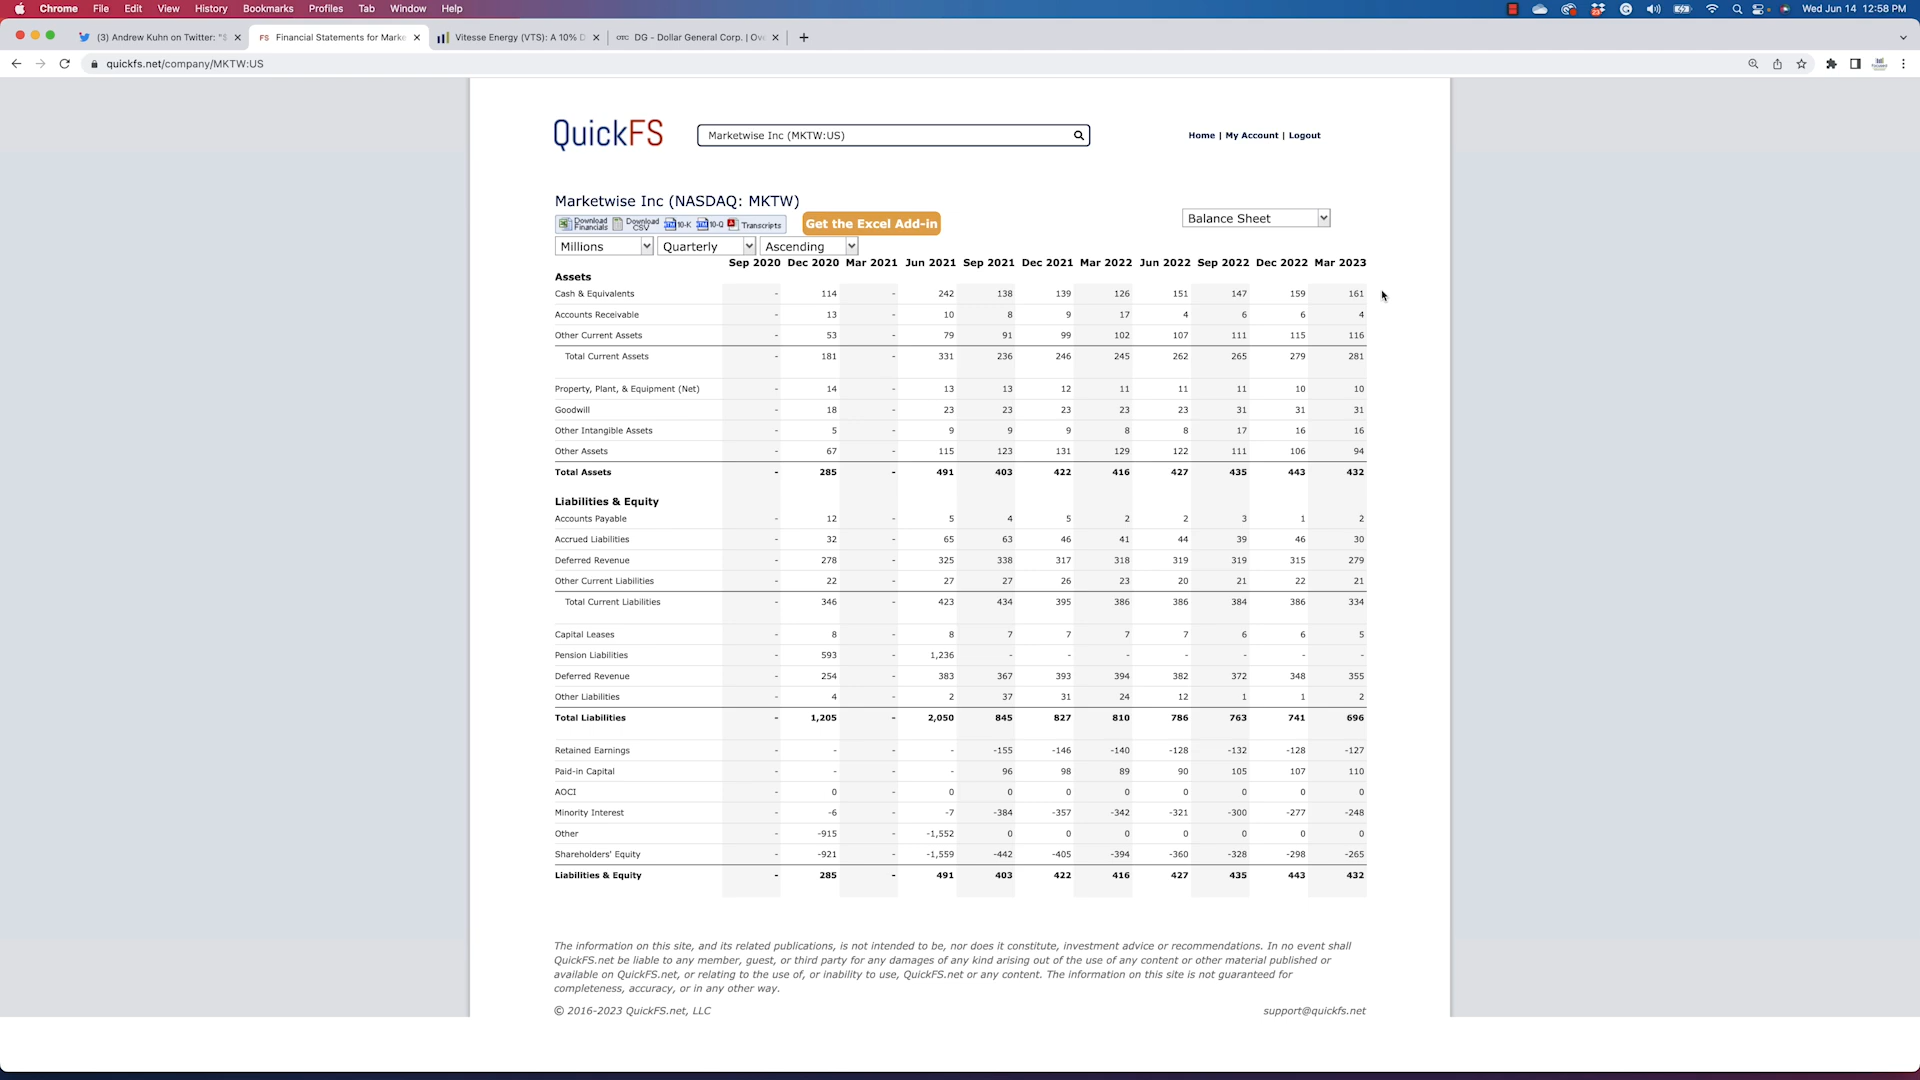 Chrome File Edit View History Bookmarks Profiles Tab Window Help Wed Jun 14 12:58 PM
(3) Andrew Kuhn on Twitter: "$ Financial Statements for Marke Vitesse Energy (VTS): A 10% D DG - Dollar General Corp. | Ove
quickfs.net/company/MKTW:US
QuickFS Marketwise Inc (MKTW:US) Home | My Account | Logout
Marketwise Inc (NASDAQ: MKTW)
Download Financials Download CSV 10-K 10-Q Transcripts Get the Excel Add-in Balance Sheet
Millions Quarterly Ascending
Sep 2020 Dec 2020 Mar 2021 Jun 2021 Sep 2021 Dec 2021 Mar 2022 Jun 2022 Sep 2022 Dec 2022 Mar 2023
Assets
Cash & Equivalents - 114 - 242 138 139 126 151 147 159 161
Accounts Receivable - 13 - 10 8 9 17 4 6 6 4
Other Current Assets - 53 - 79 91 99 102 107 111 115 116
Total Current Assets - 181 - 331 236 246 245 262 265 279 281
Property, Plant, & Equipment (Net) - 14 - 13 13 12 11 11 11 10 10
Goodwill - 18 - 23 23 23 23 23 31 31 31
Other Intangible Assets - 5 - 9 9 9 8 8 17 16 16
Other Assets - 67 - 115 123 131 129 122 111 106 94
Total Assets - 285 - 491 403 422 416 427 435 443 432
Liabilities & Equity
Accounts Payable - 12 - 5 4 5 2 2 3 1 2
Accrued Liabilities - 32 - 65 63 46 41 44 39 46 30
Deferred Revenue - 278 - 325 338 317 318 319 319 315 279
Other Current Liabilities - 22 - 27 27 26 23 20 21 22 21
Total Current Liabilities - 346 - 423 434 395 386 386 384 386 334
Capital Leases - 8 - 8 7 7 7 7 6 6 5
Pension Liabilities - 593 - 1,236 - - - - - - -
Deferred Revenue - 254 - 383 367 393 394 382 372 348 355
Other Liabilities - 4 - 2 37 31 24 12 1 1 2
Total Liabilities - 1,205 - 2,050 845 827 810 786 763 741 696
Retained Earnings - - - - -155 -146 -140 -128 -132 -128 -127
Paid-in Capital - - - - 96 98 89 90 105 107 110
AOCI - 0 - 0 0 0 0 0 0 0 0
Minority Interest - -6 - -7 -384 -357 -342 -321 -300 -277 -248
Other - -915 - -1,552 0 0 0 0 0 0 0
Shareholders' Equity - -921 - -1,559 -442 -405 -394 -360 -328 -298 -265
Liabilities & Equity - 285 - 491 403 422 416 427 435 443 432
The information on this site, and its related publications, is not intended to be, nor does it constitute, investment advice or recommendations. In no event shall
QuickFS.net be liable to any member, guest, or third party for any damages of any kind arising out of the use of any content or other material published or
available on QuickFS.net, or relating to the use of, or inability to use, QuickFS.net or any content. The information on this site is not guaranteed for
completeness, accuracy, or in any other way.
© 2016-2023 QuickFS.net, LLC support@quickfs.net